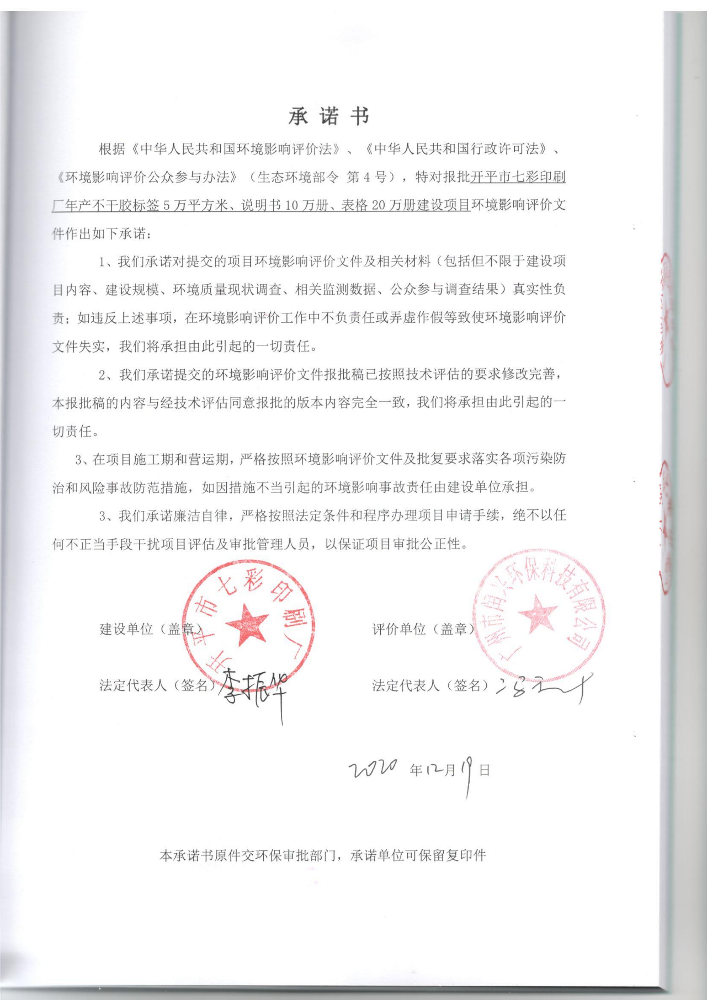 承诺书
根据《中华人民共和国环境影响评价法》、《中华人民共和国行政许可法》、
《环境影响评价公众参与办法》（生态环境部令 第 4 号），特对报批开平市七彩印刷
厂年产不干胶标签 5 万平方米、说明书 10 万册、表格 20 万册建设项目环境影响评价文
件作出如下承诺：
1、我们承诺对提交的项目环境影响评价文件及相关材料（包括但不限于建设项
目内容、建设规模、环境质量现状调查、相关监测数据、公众参与调查结果）真实性负
责；如违反上述事项，在环境影响评价工作中不负责任或弄虚作假等致使环境影响评价
文件失实，我们将承担由此引起的一切责任。
2、我们承诺提交的环境影响评价文件报批稿已按照技术评估的要求修改完善，
本报批稿的内容与经技术评估同意报批的版本内容完全一致，我们将承担由此引起的一
切责任。
3、在项目施工期和营运期，严格按照环境影响评价文件及批复要求落实各项污染防
治和风险事故防范措施，如因措施不当引起的环境影响事故责任由建设单位承担。
3、我们承诺廉洁自律，严格按照法定条件和程序办理项目申请手续，绝不以任
何不正当手段干扰项目评估及审批管理人员，以保证项目审批公正性。
开平市七彩印刷厂
广州市 环保科技有限公司
建设单位（盖章） 评价单位（盖章）
法定代表人（签名）李振华 法定代表人（签名）
2020 年 12 月 19 日
本承诺书原件交环保审批部门，承诺单位可保留复印件